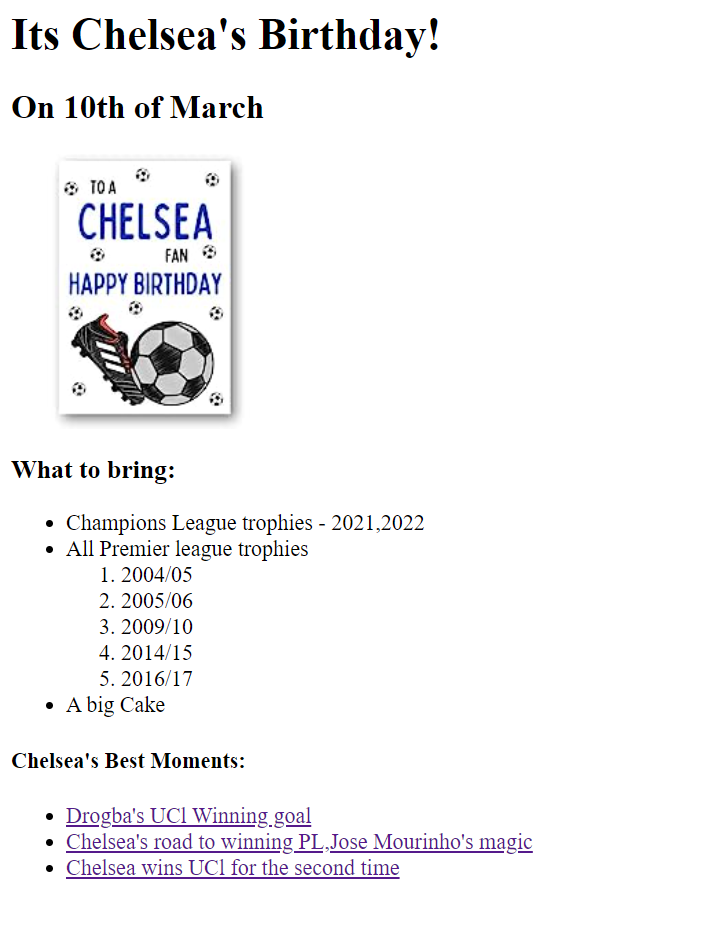 Its Chelsea's Birthday!
On 10th of March
TO A
CHELSEA
FAN
HAPPY BIRTHDAY
What to bring:
• Champions League trophies - 2021,2022
• All Premier league trophies
1. 2004/05
2. 2005/06
3. 2009/10
4. 2014/15
5. 2016/17
• A big Cake
Chelsea's Best Moments:
• Drogba's UCl Winning goal
• Chelsea's road to winning PL,Jose Mourinho's magic
• Chelsea wins UCl for the second time